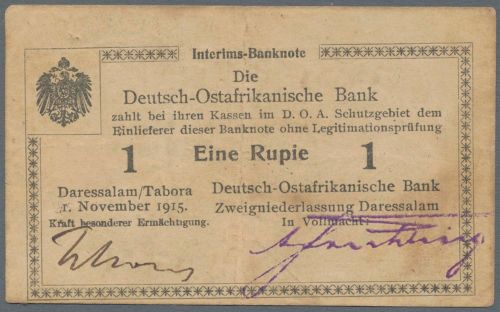 Interims-Banknote
Die
Deutsch-Ostafrikanische Bank
zahlt bei ihren Kassen im D. O. A. Schutzgebiet dem
Einlieferer dieser Banknote ohne Legitimationsprüfung
1 Eine Rupie 1
Daressalam/Tabora
1. November 1915.
Kraft besonderer Ermächtigung.
Deutsch-Ostafrikanische Bank
Zweigniederlassung Daressalam
In Vollmacht: